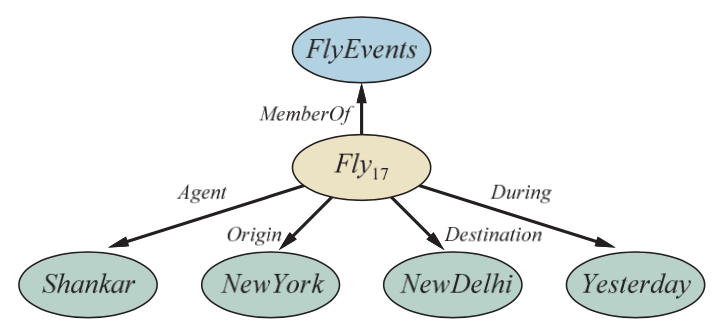 FlyEvents
MemberOf
Fly17
Agent
During
Origin
Destination
Shankar
NewYork
NewDelhi
Yesterday